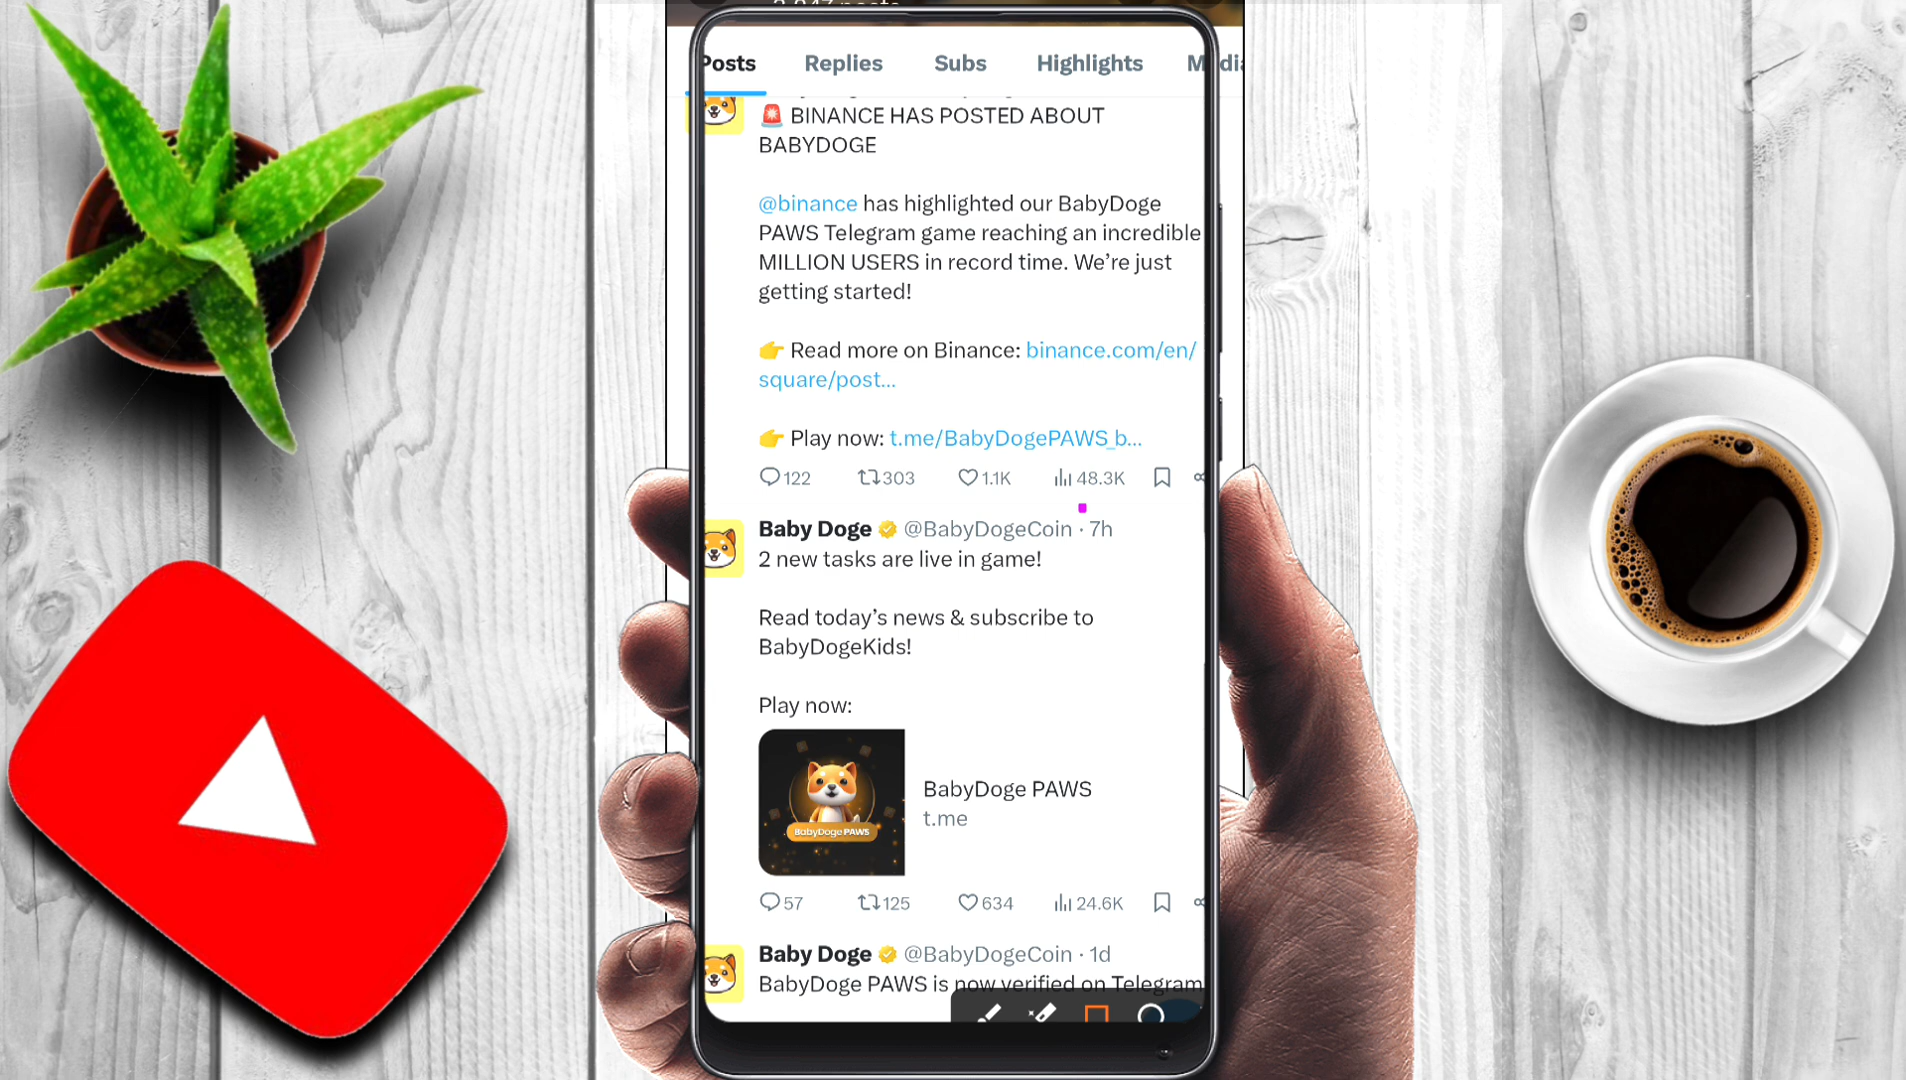 Posts Replies Subs Highlights Media
🚨 BINANCE HAS POSTED ABOUT
BABYDOGE
@binance has highlighted our BabyDoge
PAWS Telegram game reaching an incredible
MILLION USERS in record time. We’re just
getting started!
👉 Read more on Binance: binance.com/en/
square/post...
👉 Play now: t.me/BabyDogePAWS_b...
122 303 1.1K 48.3K
Baby Doge @BabyDogeCoin · 7h
2 new tasks are live in game!
Read today’s news & subscribe to
BabyDogeKids!
Play now:
BabyDoge PAWS
BabyDoge PAWS
t.me
57 125 634 24.6K
Baby Doge @BabyDogeCoin · 1d
BabyDoge PAWS is now verified on Telegram